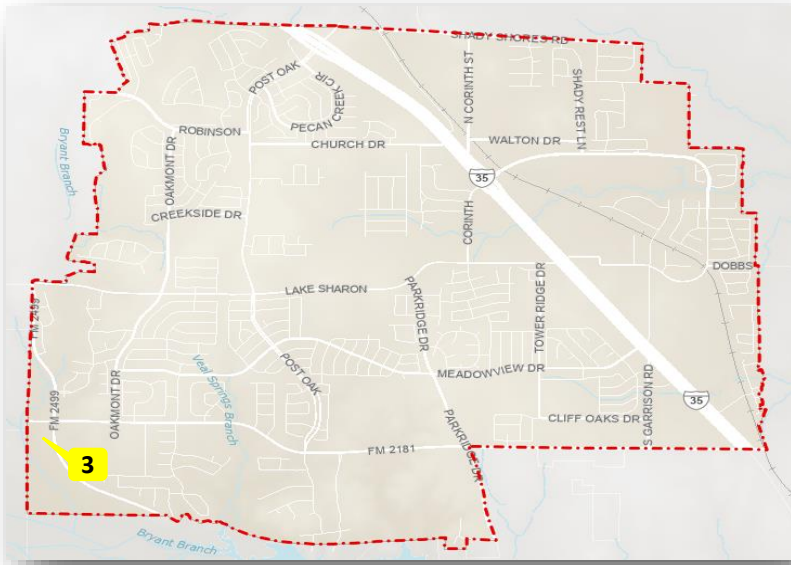 SHADY SHORES RD
POST OAK
PECAN CREEK CIR
N CORINTH ST
SHADY REST LN
ROBINSON
CHURCH DR
WALTON DR
Bryant Branch
OAKMONT DR
35
CREEKSIDE DR
CORINTH
DOBBS
LAKE SHARON
PARKRIDGE DR
TOWER RIDGE DR
FM 2499
Veal Springs Branch
POST OAK
MEADOWVIEW DR
OAKMONT DR
FM 2499
S GARRISON RD
35
CLIFF OAKS DR
PARKRIDGE DR
FM 2181
3
Bryant Branch